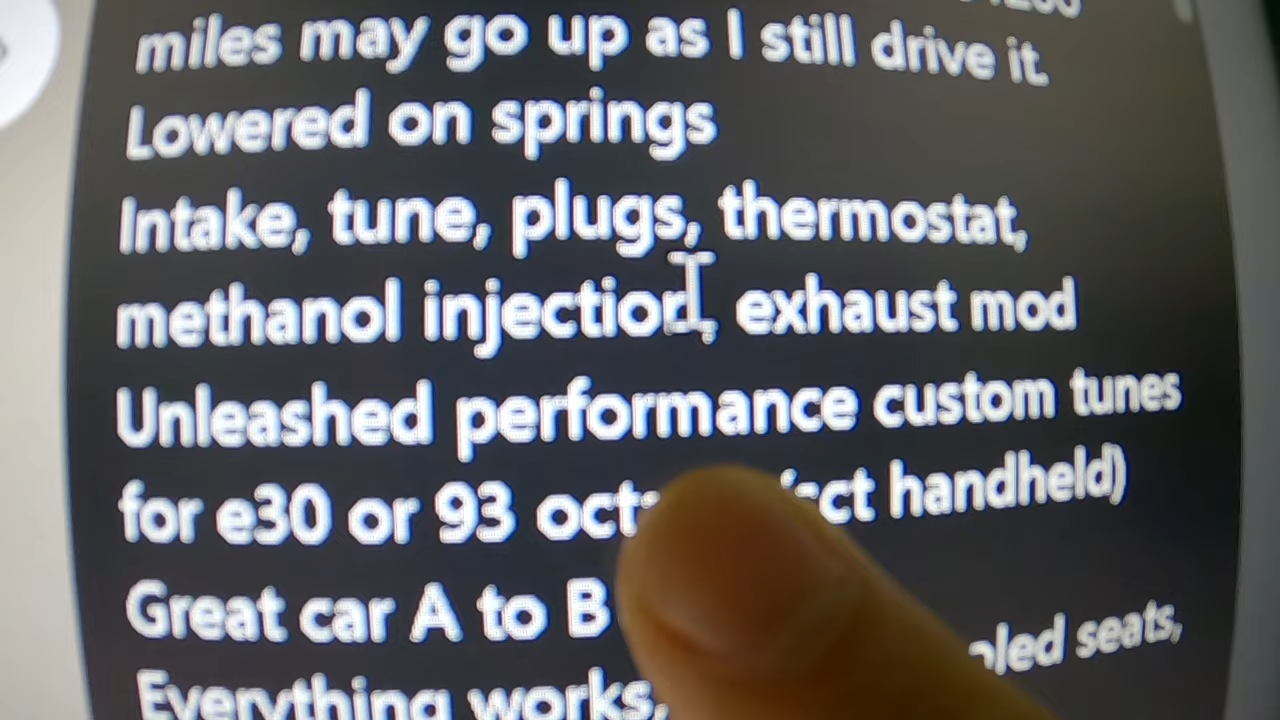 miles may go up as I still drive it.
Lowered on springs
Intake, tune, plugs, thermostat,
methanol injection, exhaust mod
Unleashed performance custom tunes
for e30 or 93 handheld)
Great car A to B
Everything works, seats,